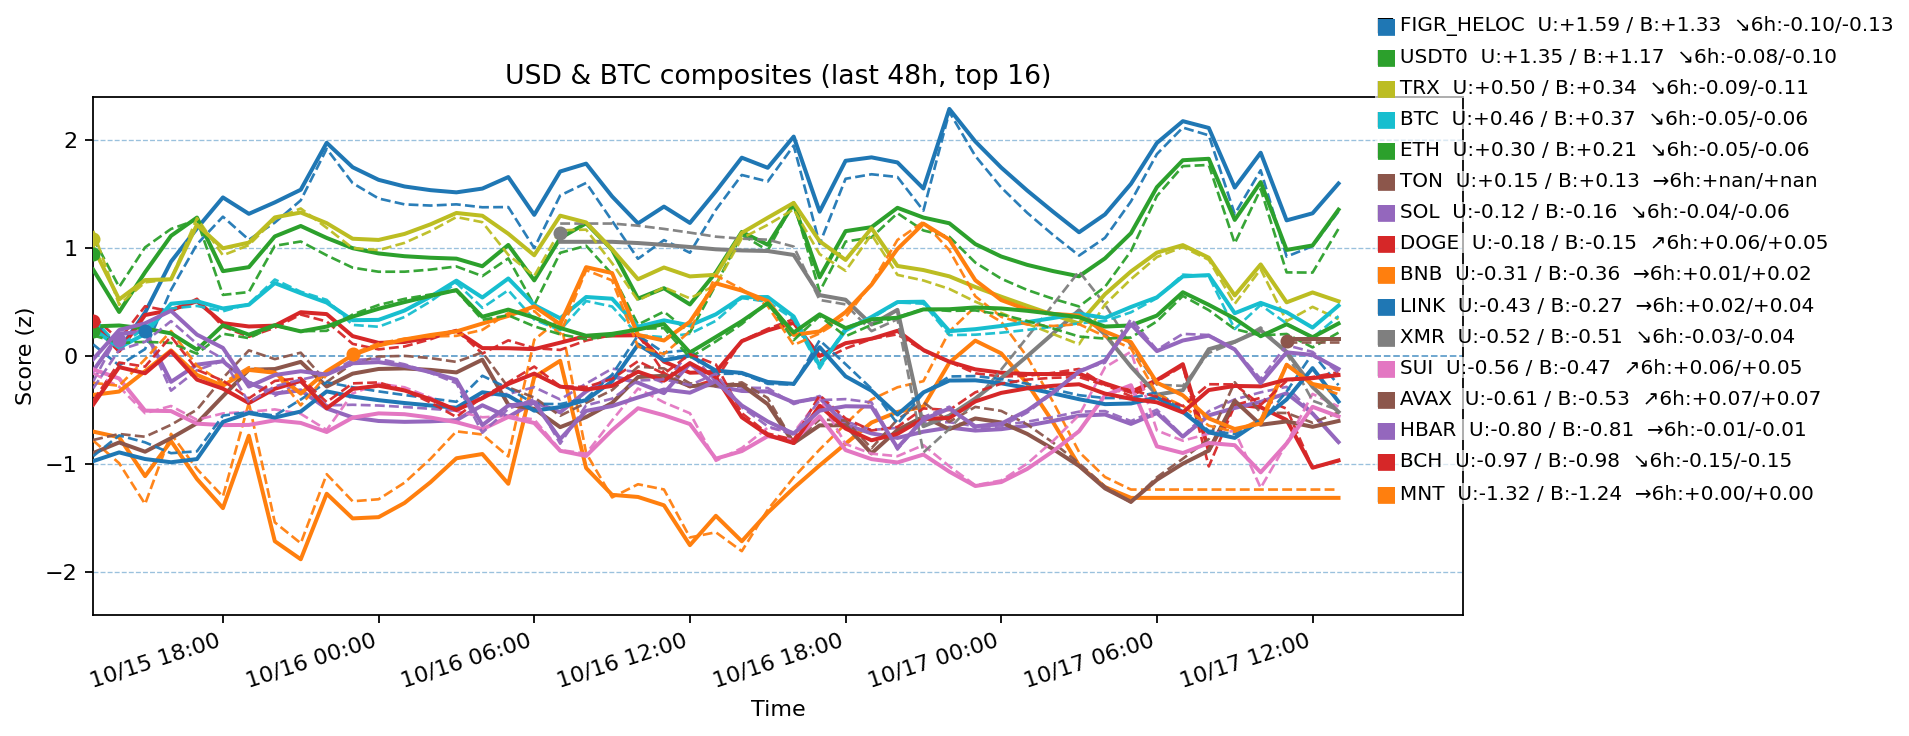 FIGR_HELOC U:+1.59 / B:+1.33 ↘6h:-0.10/-0.13
USDT0 U:+1.35 / B:+1.17 ↘6h:-0.08/-0.10
TRX U:+0.50 / B:+0.34 ↘6h:-0.09/-0.11
BTC U:+0.46 / B:+0.37 ↘6h:-0.05/-0.06
ETH U:+0.30 / B:+0.21 ↘6h:-0.05/-0.06
TON U:+0.15 / B:+0.13 →6h:+nan/+nan
SOL U:-0.12 / B:-0.16 ↘6h:-0.04/-0.06
DOGE U:-0.18 / B:-0.15 ↗6h:+0.06/+0.05
BNB U:-0.31 / B:-0.36 →6h:+0.01/+0.02
LINK U:-0.43 / B:-0.27 →6h:+0.02/+0.04
XMR U:-0.52 / B:-0.51 ↘6h:-0.03/-0.04
SUI U:-0.56 / B:-0.47 ↗6h:+0.06/+0.05
AVAX U:-0.61 / B:-0.53 ↗6h:+0.07/+0.07
HBAR U:-0.80 / B:-0.81 →6h:-0.01/-0.01
BCH U:-0.97 / B:-0.98 ↘6h:-0.15/-0.15
MNT U:-1.32 / B:-1.24 →6h:+0.00/+0.00
USD & BTC composites (last 48h, top 16)
Score (z)
2
1
0
−1
−2
10/15 18:00
10/16 00:00
10/16 06:00
10/16 12:00
10/16 18:00
10/17 00:00
10/17 06:00
10/17 12:00
Time